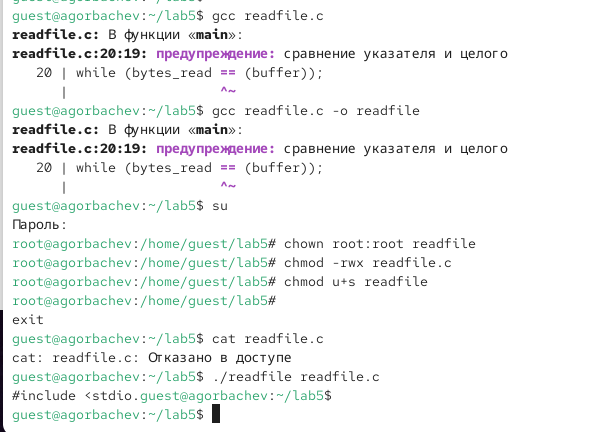 guest@agorbachev:~/lab5$ gcc readfile.c
readfile.c: В функции «main»:
readfile.c:20:19: предупреждение: сравнение указателя и целого
   20 | while (bytes_read == (buffer));
      |                   ^~
guest@agorbachev:~/lab5$ gcc readfile.c -o readfile
readfile.c: В функции «main»:
readfile.c:20:19: предупреждение: сравнение указателя и целого
   20 | while (bytes_read == (buffer));
      |                   ^~
guest@agorbachev:~/lab5$ su
Пароль:
root@agorbachev:/home/guest/lab5# chown root:root readfile
root@agorbachev:/home/guest/lab5# chmod -rwx readfile.c
root@agorbachev:/home/guest/lab5# chmod u+s readfile
root@agorbachev:/home/guest/lab5#
exit
guest@agorbachev:~/lab5$ cat readfile.c
cat: readfile.c: Отказано в доступе
guest@agorbachev:~/lab5$ ./readfile readfile.c
#include <stdio.guest@agorbachev:~/lab5$
guest@agorbachev:~/lab5$